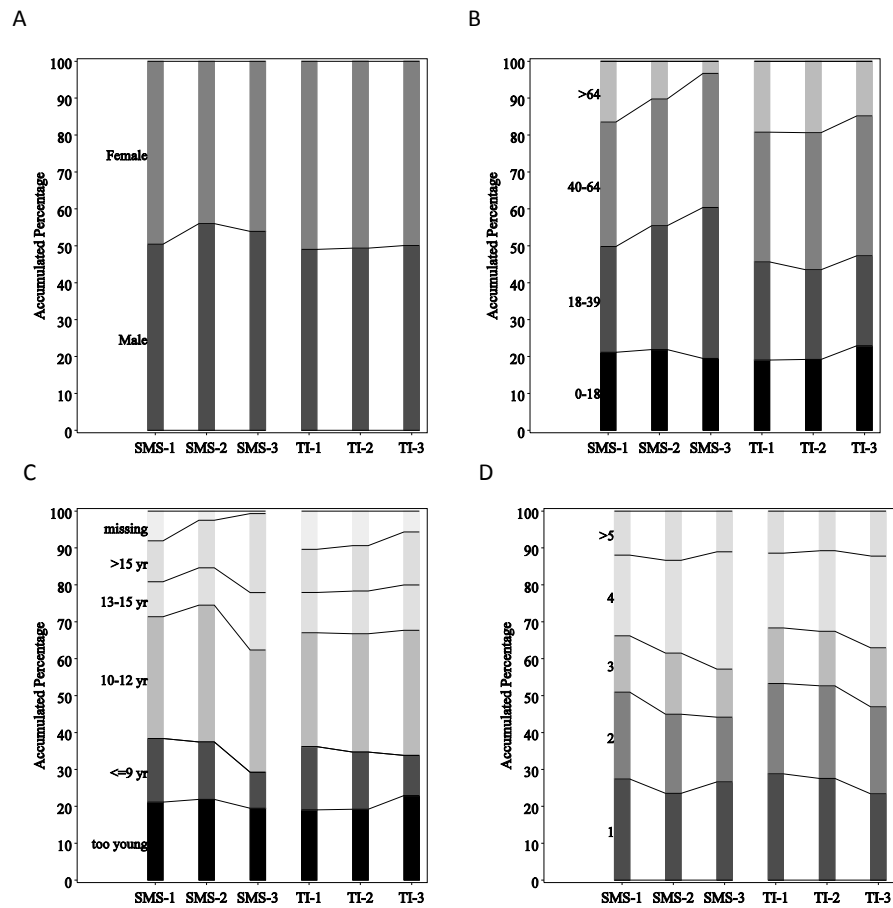 A
Accumulated Percentage
100
90
80
70
60
50
40
30
20
10
0
Female
Male
SMS-1 SMS-2 SMS-3 TI-1 TI-2 TI-3
B
Accumulated Percentage
100
90
80
70
60
50
40
30
20
10
0
>64
40-64
18-39
0-18
SMS-1 SMS-2 SMS-3 TI-1 TI-2 TI-3
C
Accumulated Percentage
100
90
80
70
60
50
40
30
20
10
0
missing
>15 yr
13-15 yr
10-12 yr
<=9 yr
too young
SMS-1 SMS-2 SMS-3 TI-1 TI-2 TI-3
D
Accumulated Percentage
100
90
80
70
60
50
40
30
20
10
0
>5
4
3
2
1
SMS-1 SMS-2 SMS-3 TI-1 TI-2 TI-3